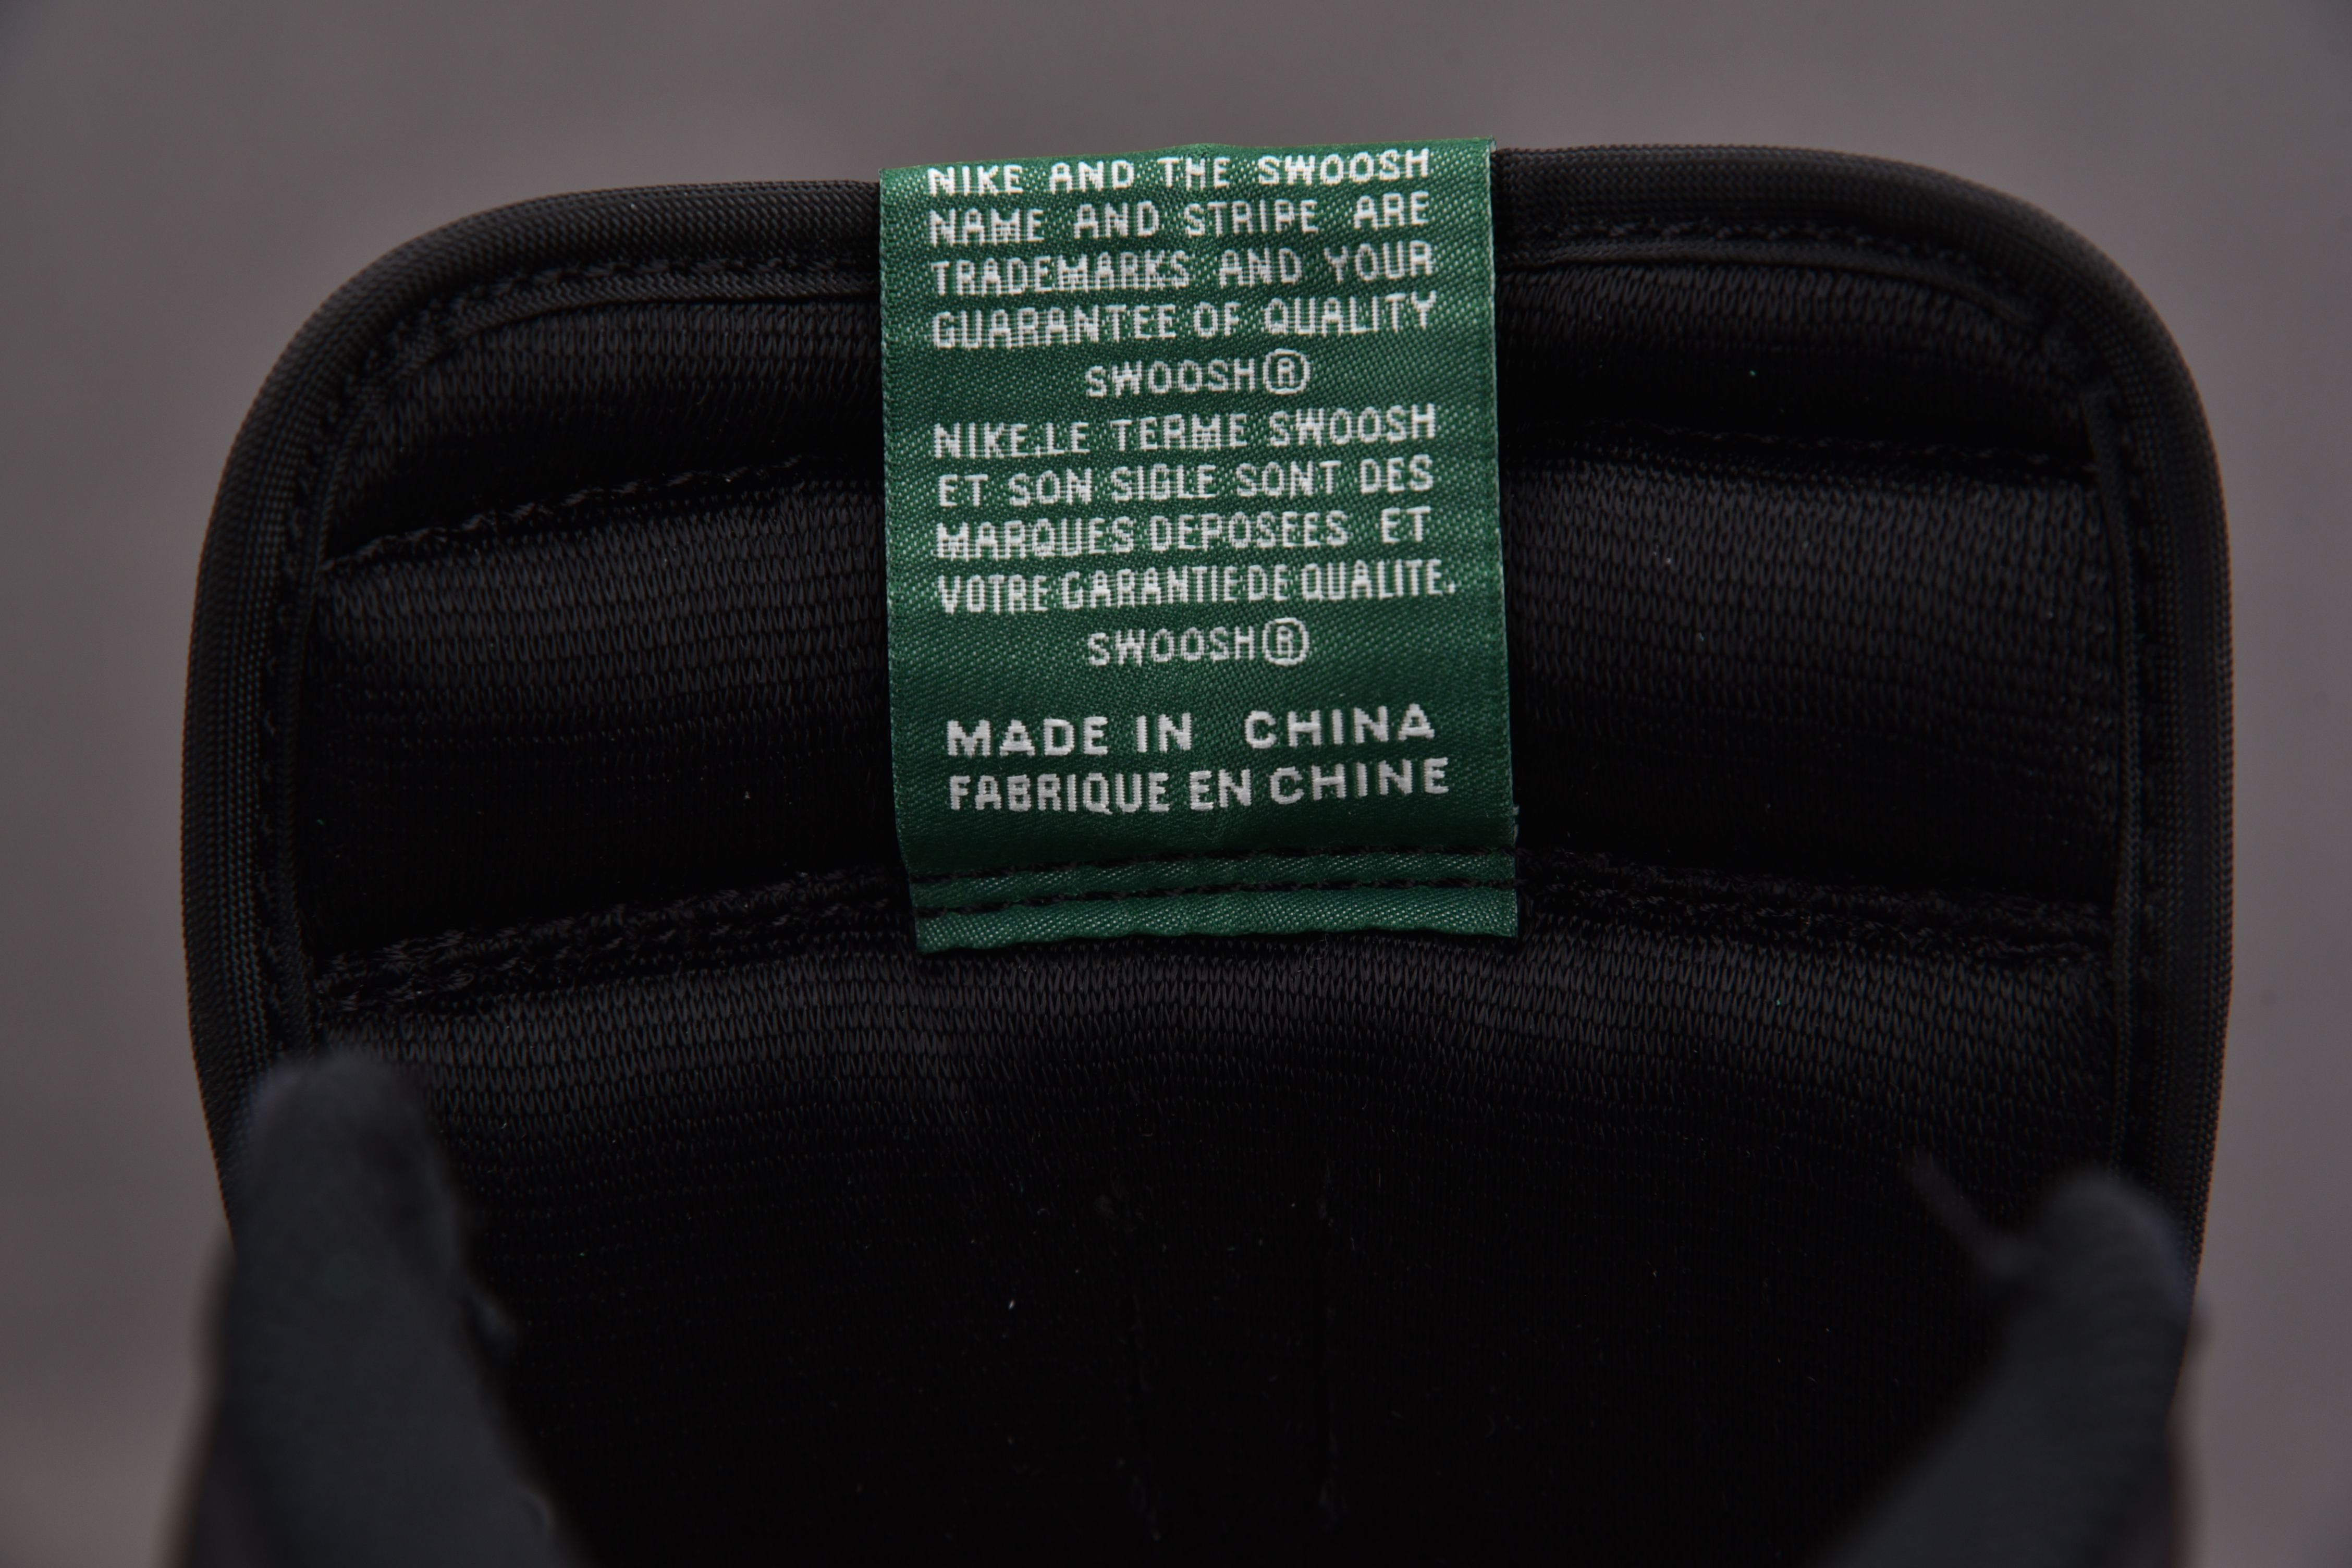 NIKE AND THE SWOOSH
NAME AND STRIPE ARE
TRADEMARKS AND YOUR
GUARANTEE OF QUALITY
SWOOSH®
NIKE.LE TERME SWOOSH
ET SON SIGLE SONT DES
MARQUES DEPOSEES ET
VOTRE GARANTIE DE QUALITE.
SWOOSH®
MADE IN CHINA
FABRIQUE EN CHINE